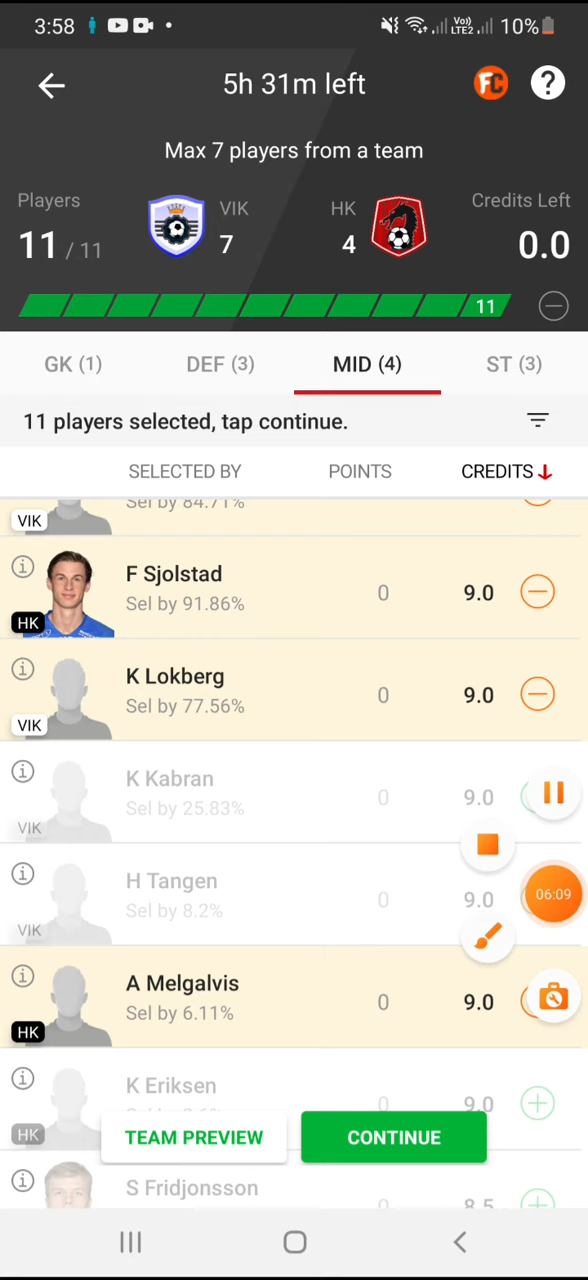 3:58 Vo) LTE2 10%
5h 31m left FC ?
Max 7 players from a team
Players VIK HK Credits Left
11 / 11 7 4 0.0
11
GK (1) DEF (3) MID (4) ST (3)
11 players selected, tap continue.
SELECTED BY POINTS CREDITS
Sel by 84.71%
VIK
F Sjolstad
Sel by 91.86% 0 9.0
HK
K Lokberg
Sel by 77.56% 0 9.0
VIK
K Kabran
Sel by 25.83% 0 9.0
VIK
H Tangen
Sel by 8.2% 0 9.0
VIK
06:09
A Melgalvis
Sel by 6.11% 0 9.0
HK
K Eriksen
0 9.0
HK
TEAM PREVIEW CONTINUE
S Fridjonsson
0 8.5